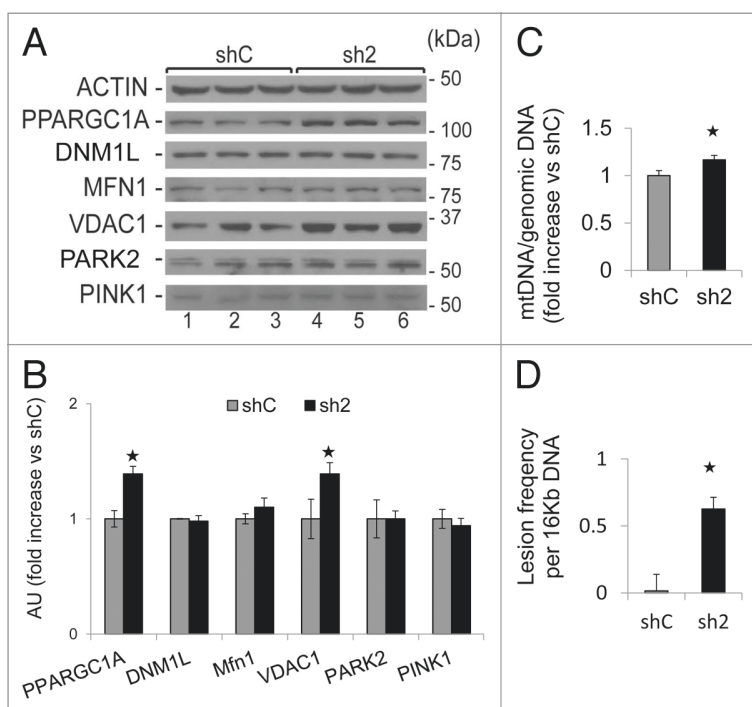 A
shC sh2 (kDa)
ACTIN - - 50
PPARGC1A - - 100
DNM1L - - 75
MFN1 - - 75
VDAC1 - - 37
PARK2 - - 50
PINK1 - - 50
1 2 3 4 5 6
B
AU (fold increase vs shC)
2
1
0
shC sh2
★ ★
PPARGC1A DNM1L Mfn1 VDAC1 PARK2 PINK1
C
mtDNA/genomic DNA
(fold increase vs shC)
1.5
1
0.5
0
★
shC sh2
D
Lesion freqency
per 16Kb DNA
1
0.5
0
★
shC sh2